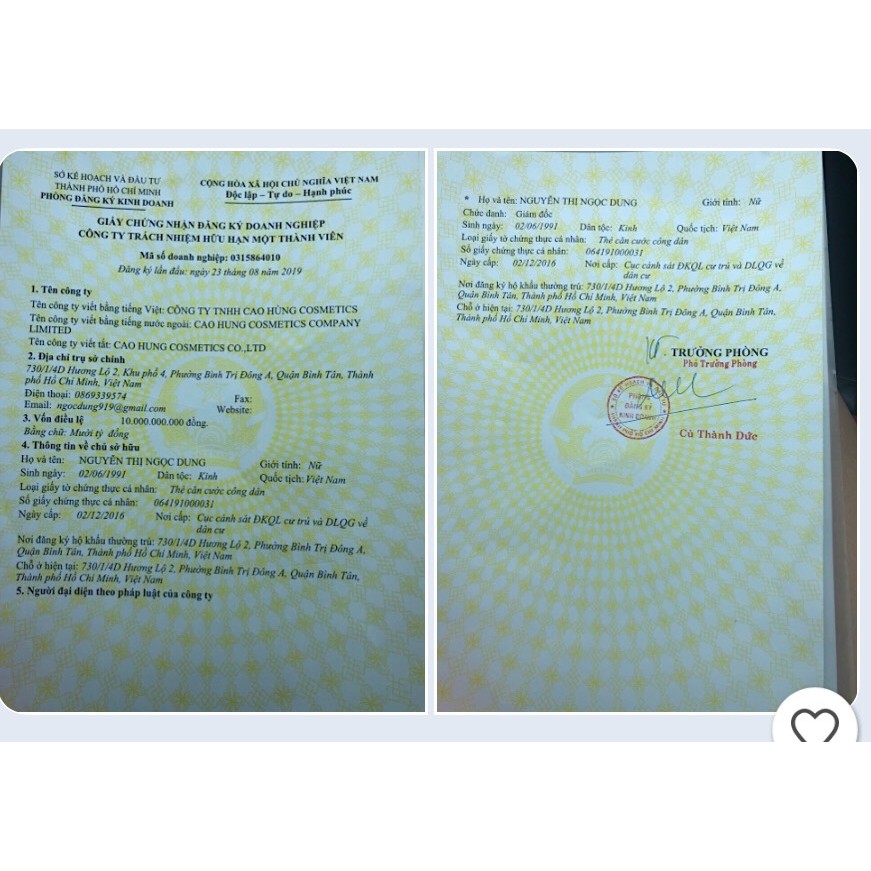 SỞ KẾ HOẠCH VÀ ĐẦU TƯ
THÀNH PHỐ HỒ CHÍ MINH
PHÒNG ĐĂNG KÝ KINH DOANH
CỘNG HÒA XÃ HỘI CHỦ NGHĨA VIỆT NAM
Độc lập – Tự do – Hạnh phúc
GIẤY CHỨNG NHẬN ĐĂNG KÝ DOANH NGHIỆP
CÔNG TY TRÁCH NHIỆM HỮU HẠN MỘT THÀNH VIÊN
Mã số doanh nghiệp: 0315864010
Đăng ký lần đầu: ngày 23 tháng 08 năm 2019
1. Tên công ty
Tên công ty viết bằng tiếng Việt: CÔNG TY TNHH CAO HÙNG COSMETICS
Tên công ty viết bằng tiếng nước ngoài: CAO HUNG COSMETICS COMPANY
LIMITED
Tên công ty viết tắt: CAO HUNG COSMETICS CO.,LTD
2. Địa chỉ trụ sở chính
730/1/4D Hương Lộ 2, Khu phố 4, Phường Bình Trị Đông A, Quận Bình Tân, Thành
phố Hồ Chí Minh, Việt Nam
Điện thoại: 0869339574 Fax:
Email: ngocdung919@gmail.com Website:
3. Vốn điều lệ 10.000.000.000 đồng.
Bằng chữ: Mười tỷ đồng
4. Thông tin về chủ sở hữu
Họ và tên: NGUYỄN THỊ NGỌC DUNG Giới tính: Nữ
Sinh ngày: 02/06/1991 Dân tộc: Kinh Quốc tịch: Việt Nam
Loại giấy tờ chứng thực cá nhân: Thẻ căn cước công dân
Số giấy chứng thực cá nhân: 064191000031
Ngày cấp: 02/12/2016 Nơi cấp: Cục cảnh sát ĐKQL cư trú và DLQG về
dân cư
Nơi đăng ký hộ khẩu thường trú: 730/1/4D Hương Lộ 2, Phường Bình Trị Đông A,
Quận Bình Tân, Thành phố Hồ Chí Minh, Việt Nam
Chỗ ở hiện tại: 730/1/4D Hương Lộ 2, Phường Bình Trị Đông A, Quận Bình Tân,
Thành phố Hồ Chí Minh, Việt Nam
5. Người đại diện theo pháp luật của công ty
* Họ và tên: NGUYỄN THỊ NGỌC DUNG Giới tính: Nữ
Chức danh: Giám đốc
Sinh ngày: 02/06/1991 Dân tộc: Kinh Quốc tịch: Việt Nam
Loại giấy tờ chứng thực cá nhân: Thẻ căn cước công dân
Số giấy chứng thực cá nhân: 064191000031
Ngày cấp: 02/12/2016 Nơi cấp: Cục cảnh sát ĐKQL cư trú và DLQG về
dân cư
Nơi đăng ký hộ khẩu thường trú: 730/1/4D Hương Lộ 2, Phường Bình Trị Đông A,
Quận Bình Tân, Thành phố Hồ Chí Minh, Việt Nam
Chỗ ở hiện tại: 730/1/4D Hương Lộ 2, Phường Bình Trị Đông A, Quận Bình Tân,
Thành phố Hồ Chí Minh, Việt Nam
KT. TRƯỞNG PHÒNG
Phó Trưởng Phòng
PHÒNG
ĐĂNG KÝ
KINH DOANH
Cù Thành Đức